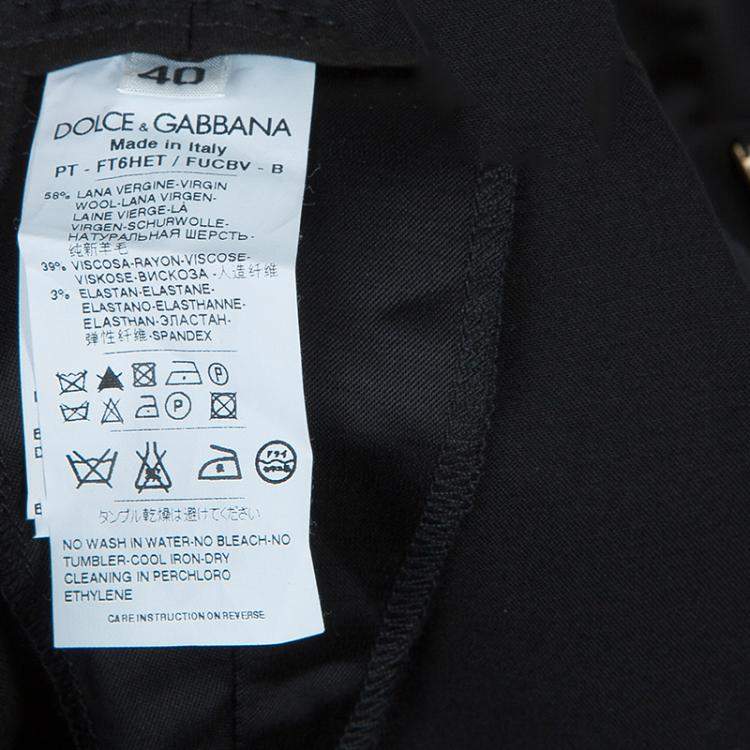 40
DOLCE & GABBANA
Made in Italy
PT - FT6HET / FUCBV - B
58% LANA VERGINE-VIRGIN
WOOL-LANA VIRGEN-
LAINE VIERGE-LÀ
VIRGEN-SCHURWOLLE-
НАТУРАЛЬНАЯ ШЕРСТЬ-
纯新羊毛
39% VISCOSA-RAYON-VISCOSE-
VISKOSE-ВИСКОЗА-人造纤维
3% ELASTAN-ELASTANE-
ELASTANO-ELASTHANNE-
ELASTHAN-ЭЛАСТАН-
弹性纤维-SPANDEX
P
P
ドライ
タンブル乾燥は避けてください
NO WASH IN WATER-NO BLEACH-NO
TUMBLER-COOL IRON-DRY
CLEANING IN PERCHLORO
ETHYLENE
CARE INSTRUCTION ON REVERSE